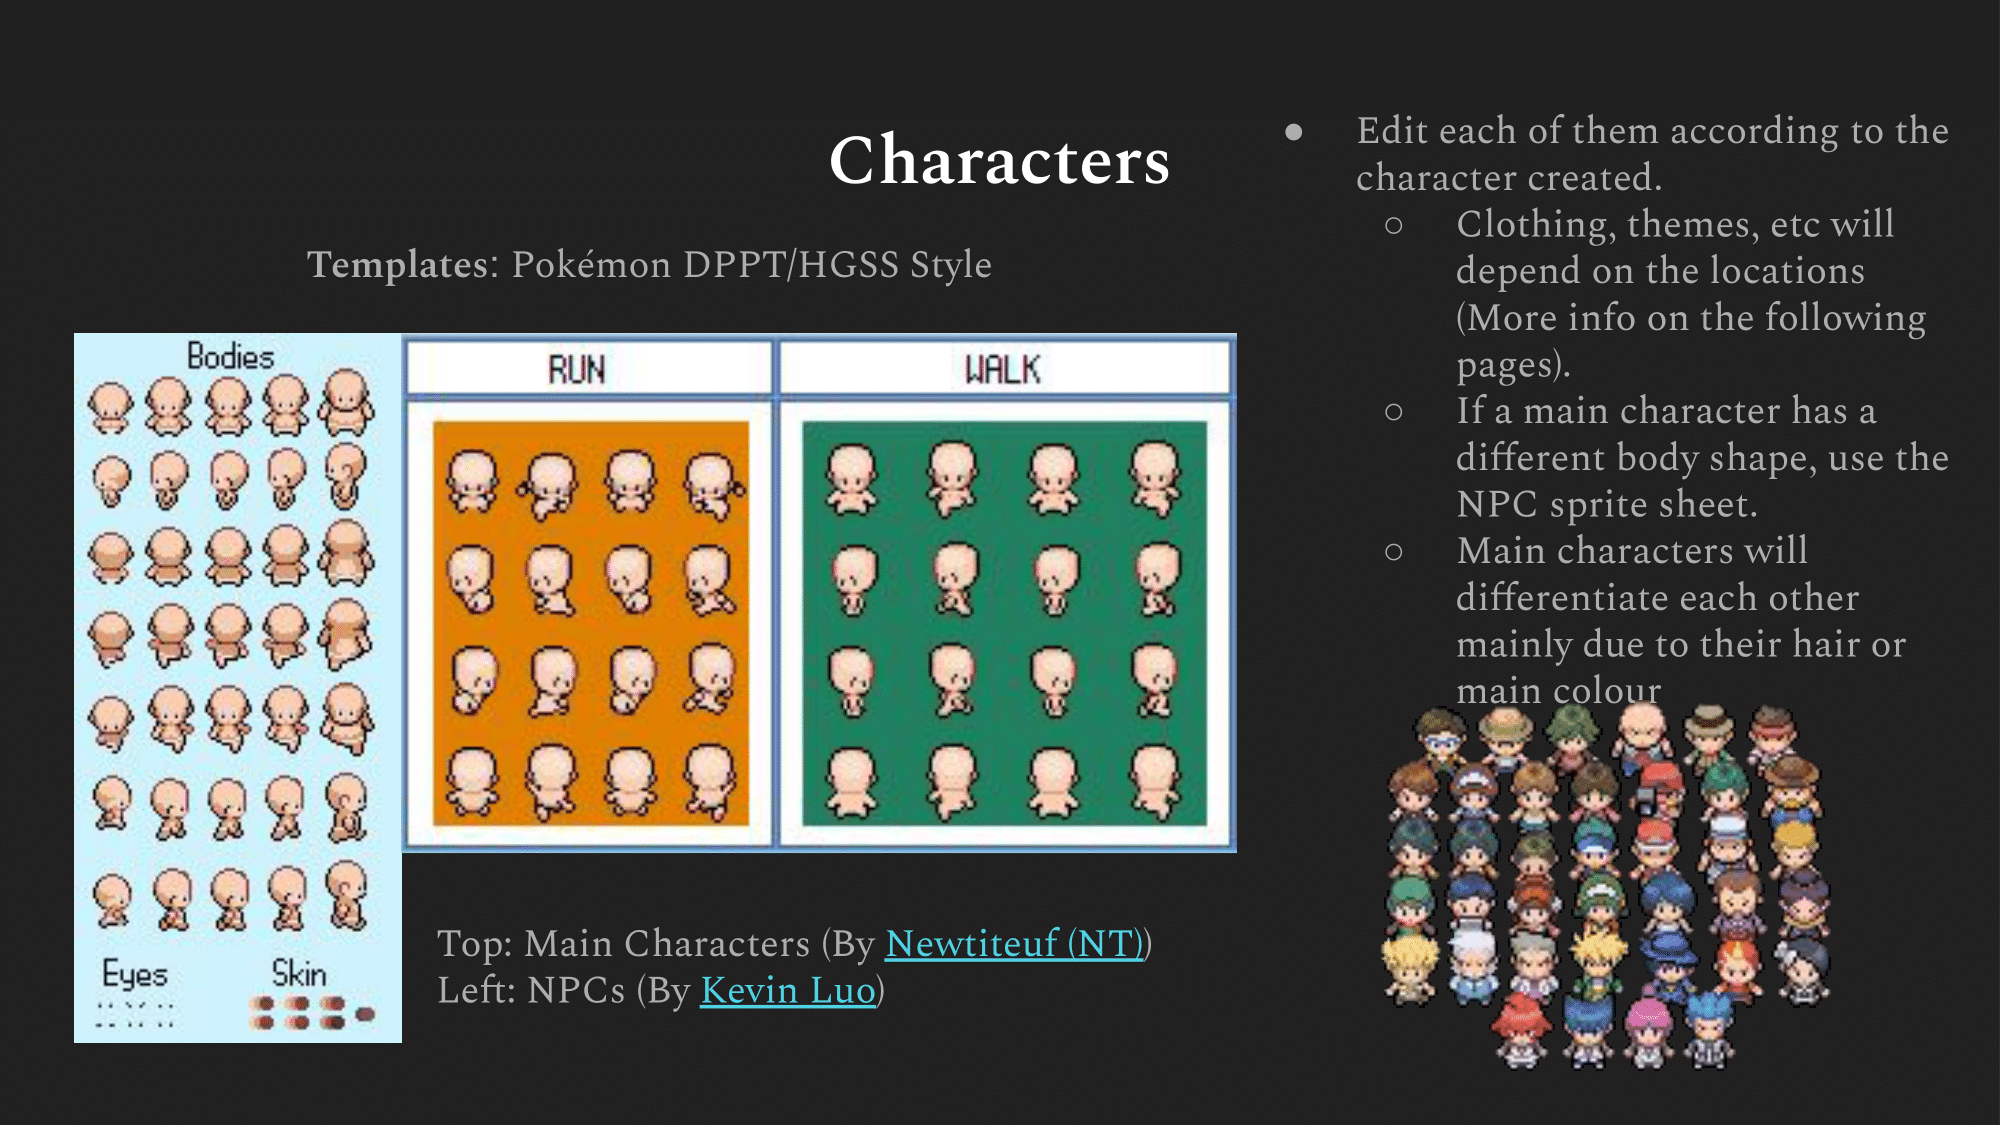 Characters
Templates: Pokémon DPPT/HGSS Style
Bodies
RUN
WALK
Eyes
Skin
Top: Main Characters (By Newtiteuf (NT))
Left: NPCs (By Kevin Luo)
● Edit each of them according to the
character created.
○ Clothing, themes, etc will
depend on the locations
(More info on the following
pages).
○ If a main character has a
different body shape, use the
NPC sprite sheet.
○ Main characters will
differentiate each other
mainly due to their hair or
main colour